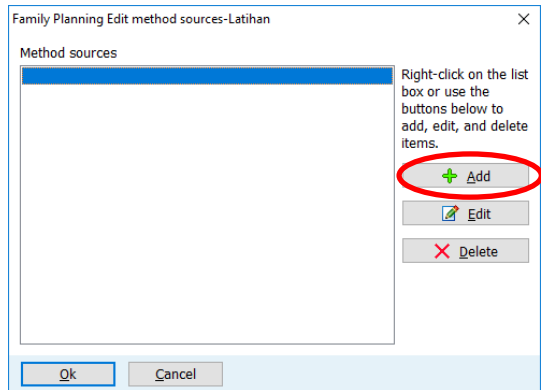 Family Planning Edit method sources-Latihan
Method sources
Right-click on the list
box or use the
buttons below to
add, edit, and delete
items.
Add
Edit
Delete
Ok
Cancel